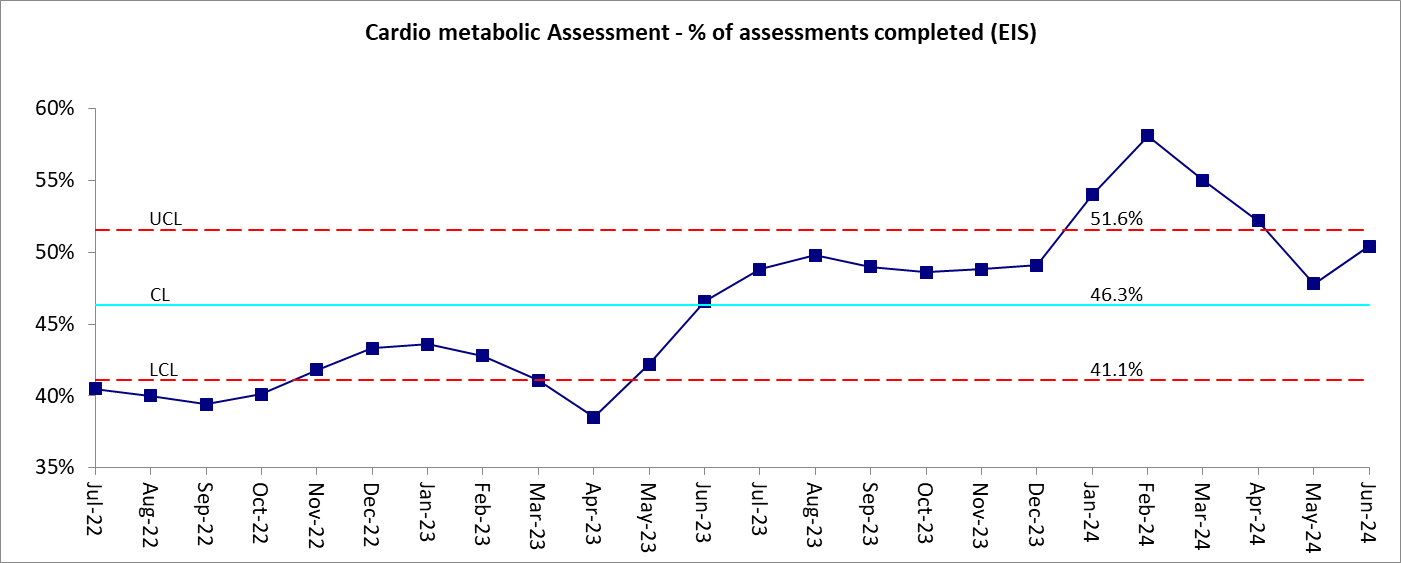 Cardio metabolic Assessment - % of assessments completed (EIS)
60%
55%
UCL 51.6%
50%
CL 46.3%
45%
LCL 41.1%
40%
35%
Jul-22
Aug-22
Sep-22
Oct-22
Nov-22
Dec-22
Jan-23
Feb-23
Mar-23
Apr-23
May-23
Jun-23
Jul-23
Aug-23
Sep-23
Oct-23
Nov-23
Dec-23
Jan-24
Feb-24
Mar-24
Apr-24
May-24
Jun-24